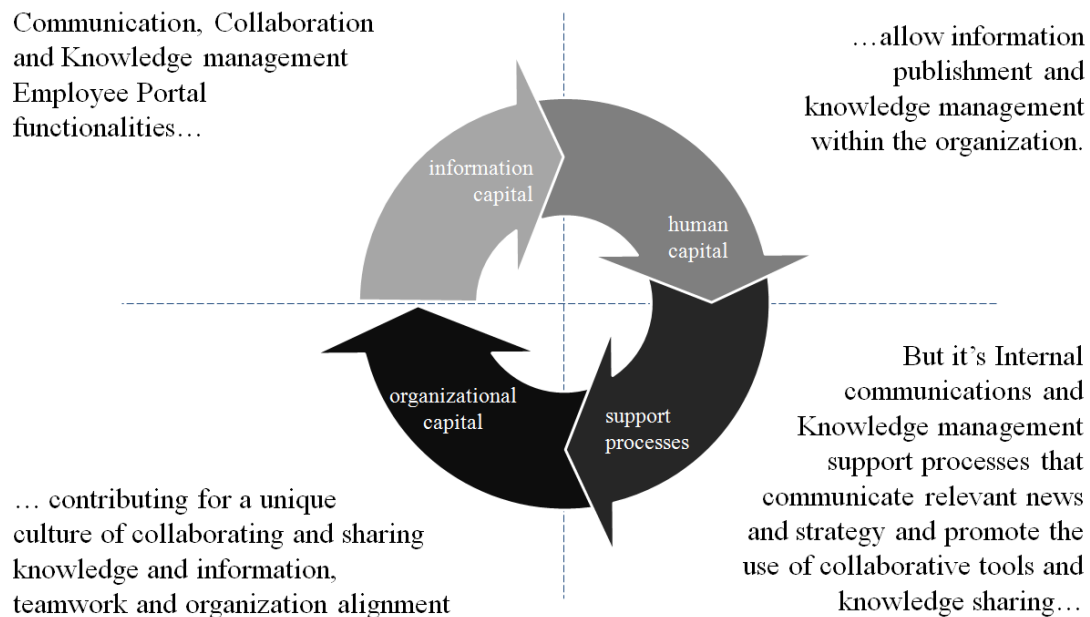 Communication, Collaboration
and Knowledge management
Employee Portal
functionalities…
…allow information
publishment and
knowledge management
within the organization.
information
capital
human
capital
organizational
capital
support
processes
But it’s Internal
communications and
Knowledge management
support processes that
communicate relevant news
and strategy and promote the
use of collaborative tools and
knowledge sharing…
… contributing for a unique
culture of collaborating and sharing
knowledge and information,
teamwork and organization alignment